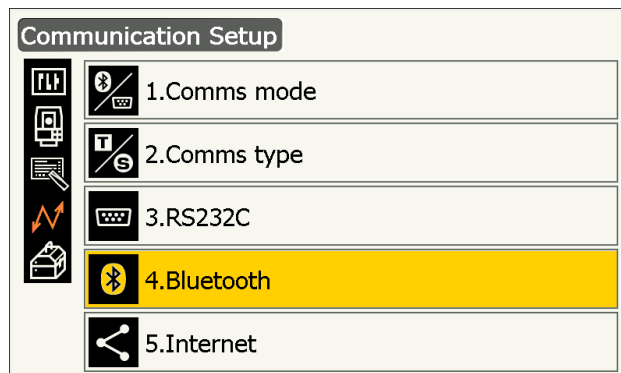 Communication Setup
1.Comms mode
T
S
2.Comms type
3.RS232C
4.Bluetooth
5.Internet